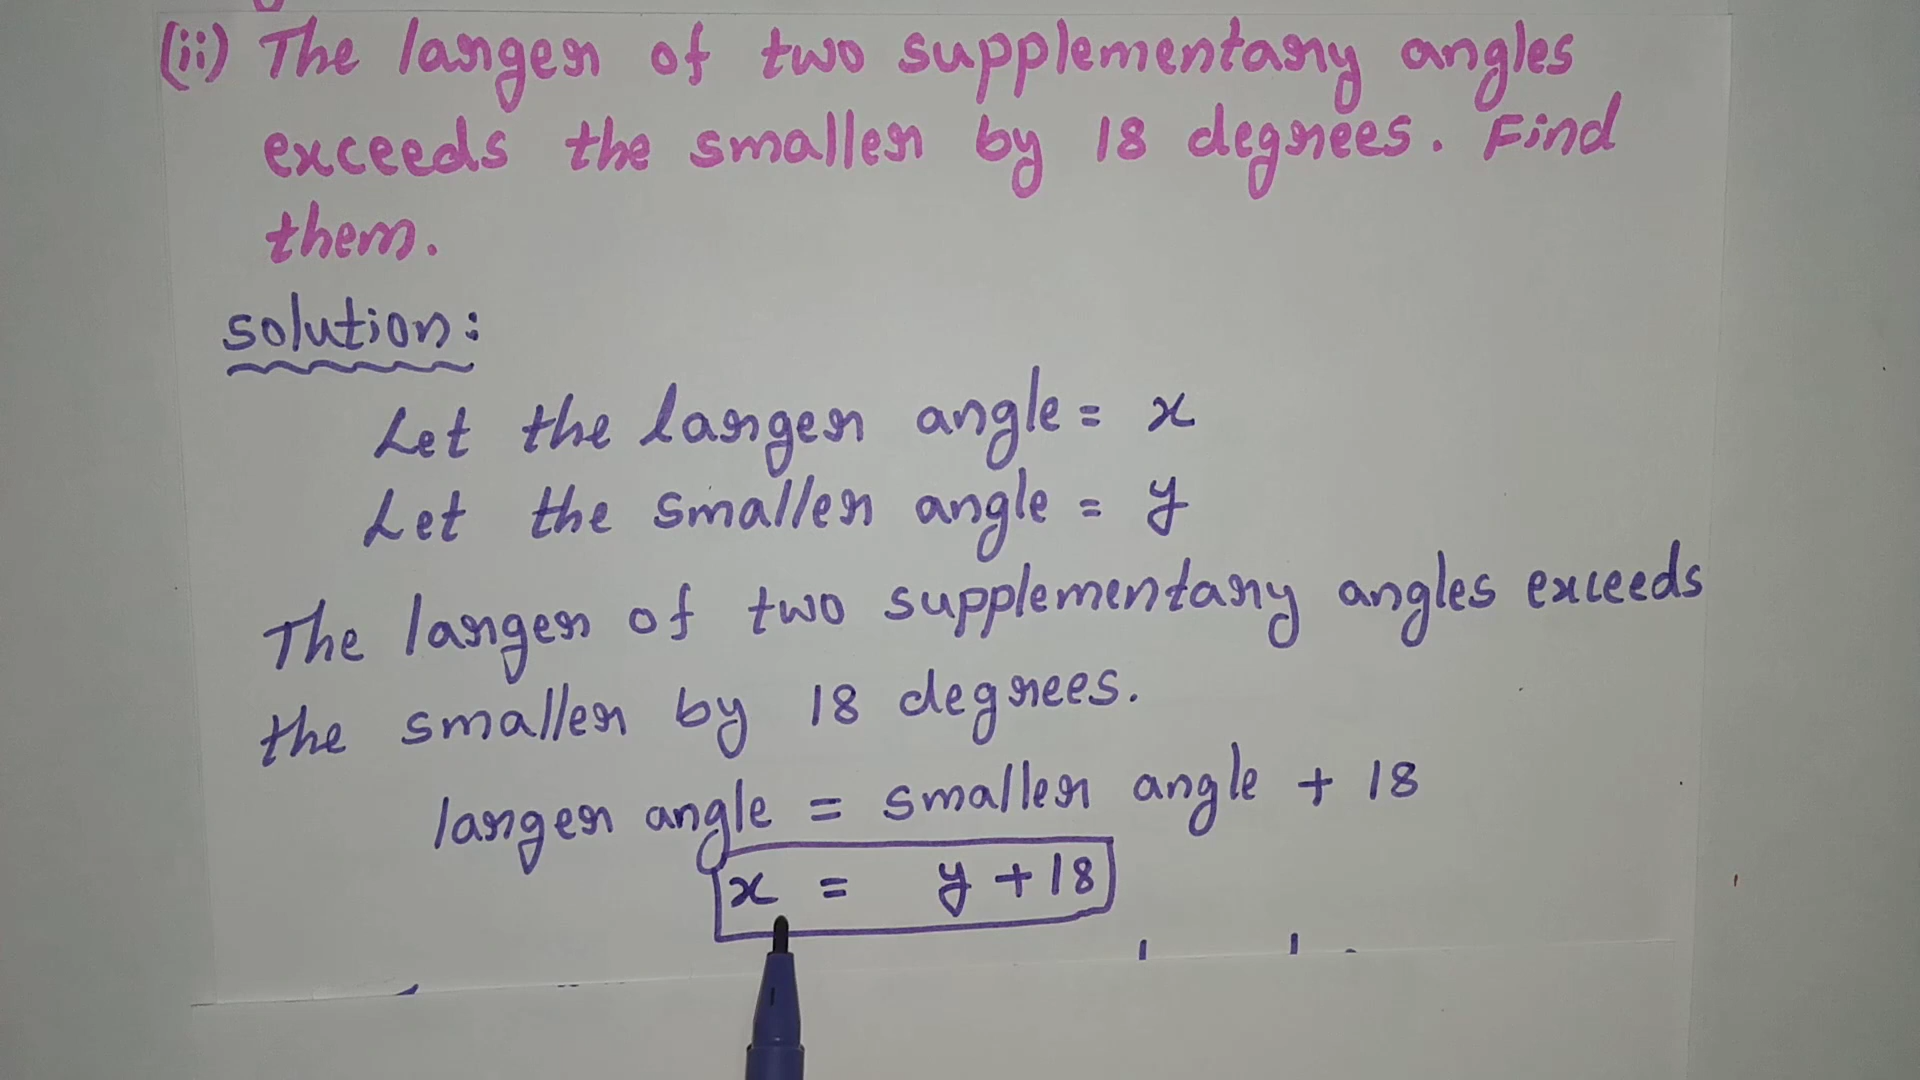 (ii) The larger of two supplementary angles
exceeds the smaller by 18 degrees. Find
them.
solution:
Let the larger angle = x
Let the smaller angle = y
The larger of two supplementary angles exceeds
the smaller by 18 degrees.
larger angle = smaller angle + 18
x = y + 18